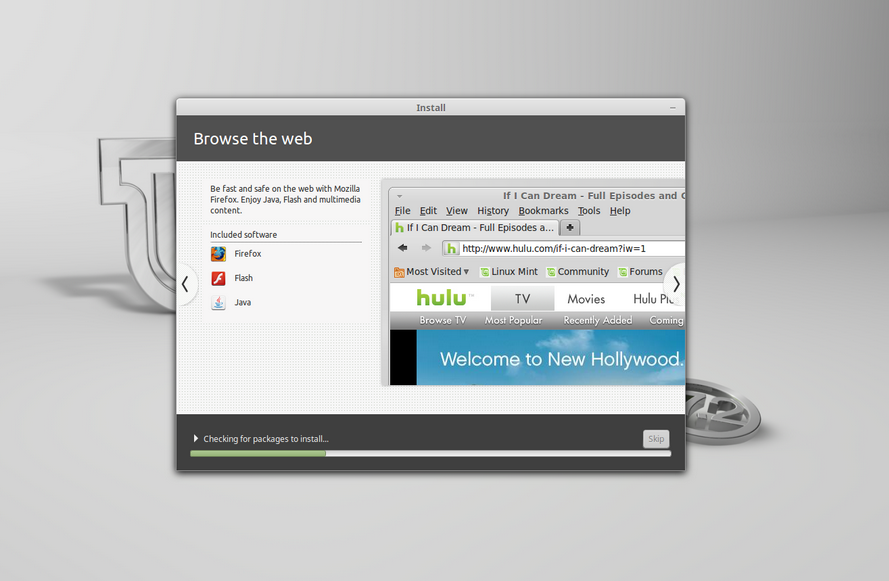 Install
Browse the web
Be fast and safe on the web with Mozilla
Firefox. Enjoy Java, Flash and multimedia
content.
Included software
Firefox
Flash
Java
If I Can Dream - Full Episodes and
File Edit View History Bookmarks Tools Help
If I Can Dream - Full Episodes a...
http://www.hulu.com/if-i-can-dream?iw=1
Most Visited Linux Mint Community Forums
hulu™ TV Movies Hulu
Browse TV Most Popular Recently Added Coming
Welcome to New Hollywood.
Checking for packages to install...
Skip